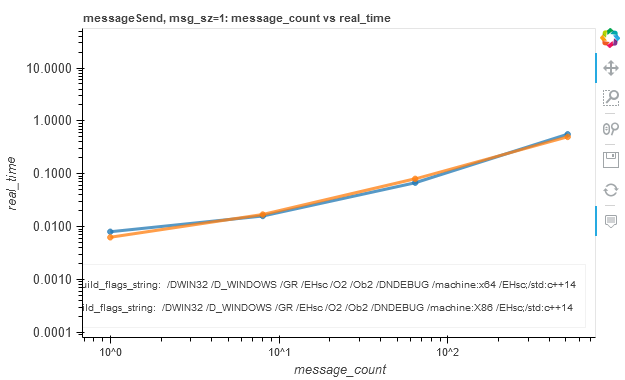 messageSend, msg_sz=1: message_count vs real_time
10.0000
1.0000
0.1000
0.0100
0.0010
0.0001
real_time
uild_flags_string: /DWIN32 /D_WINDOWS /GR /EHsc /O2 /Ob2 /DNDEBUG /machine:x64 /EHsc;/std:c++14
ild_flags_string: /DWIN32 /D_WINDOWS /GR /EHsc /O2 /Ob2 /DNDEBUG /machine:X86 /EHsc;/std:c++14
10^0
10^1
10^2
message_count